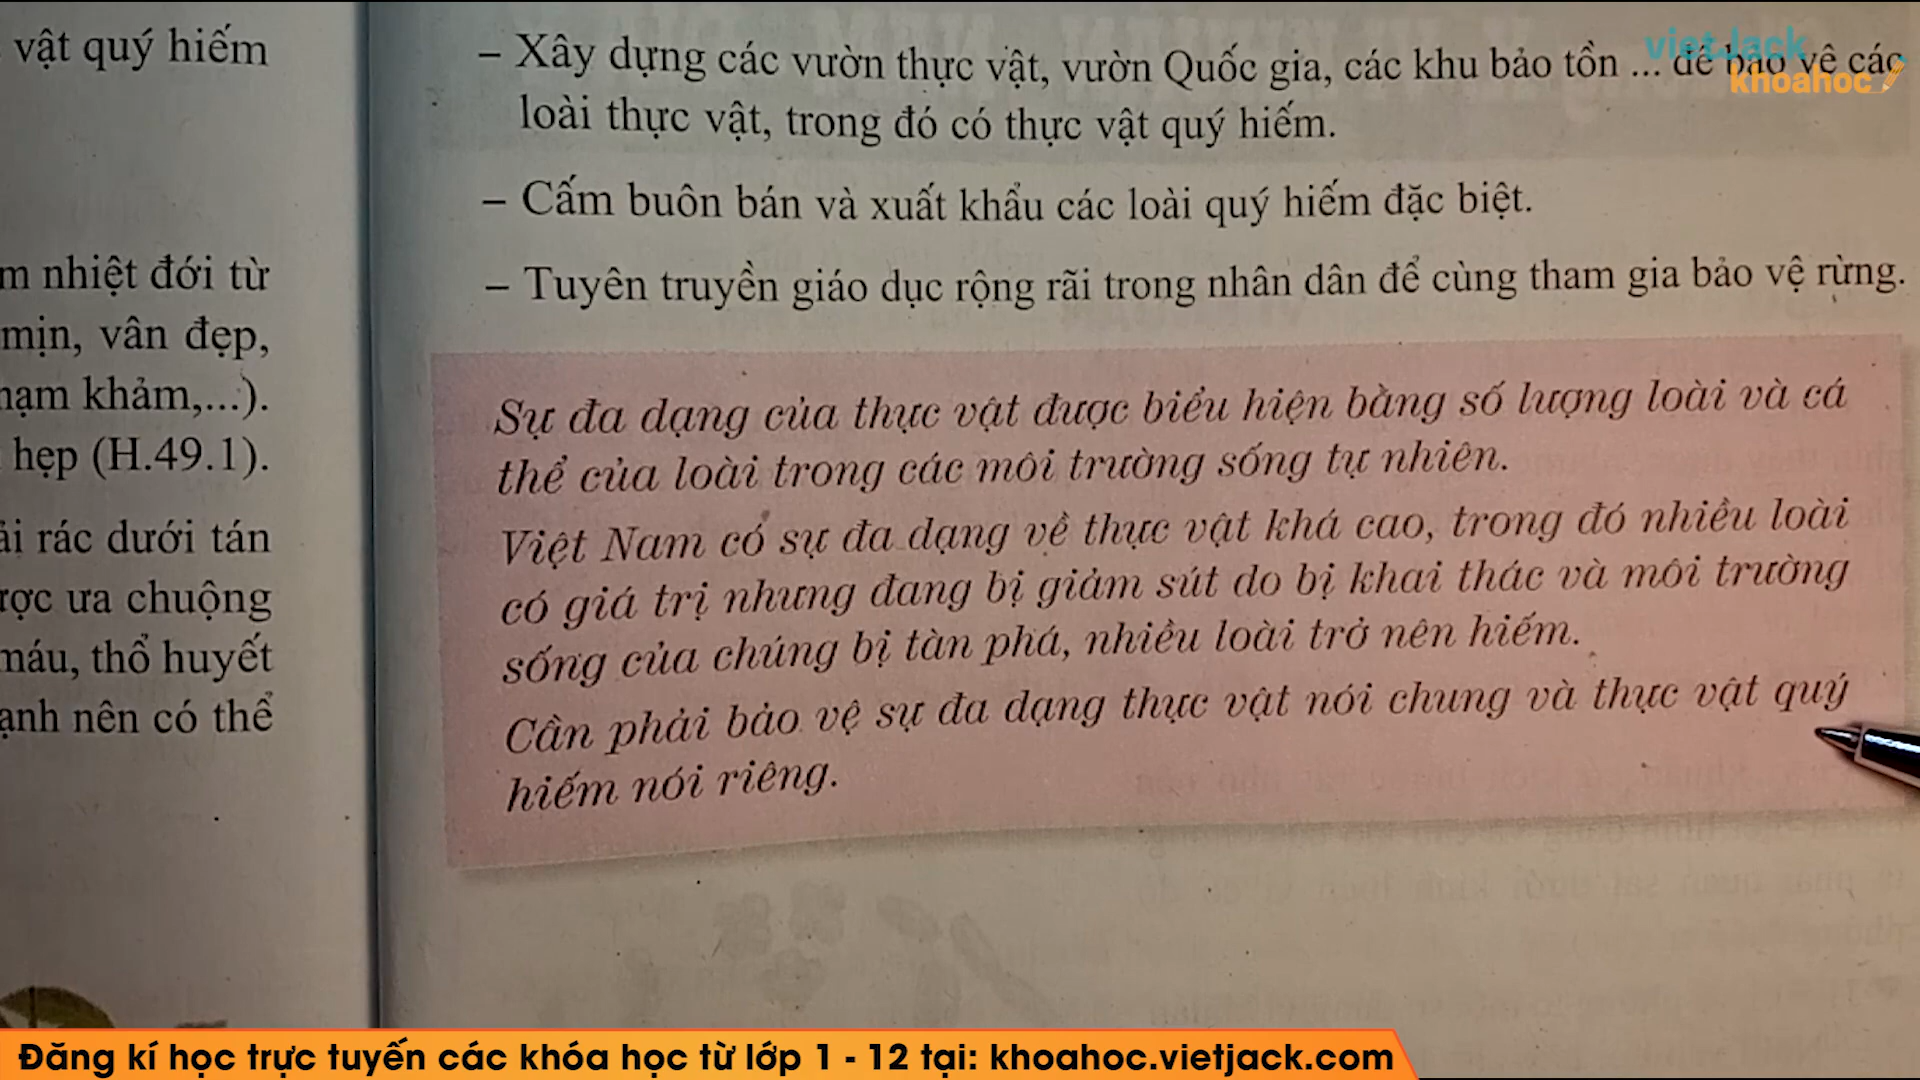 vật quý hiếm
m nhiệt đới từ
mịn, vân đẹp,
hạm khảm,...).
hẹp (H.49.1).
ải rác dưới tán
ược ưa chuộng
máu, thổ huyết
ạnh nên có thể
– Xây dựng các vườn thực vật, vườn Quốc gia, các khu bảo tồn ... để bảo vệ các
loài thực vật, trong đó có thực vật quý hiếm.
– Cấm buôn bán và xuất khẩu các loài quý hiếm đặc biệt.
– Tuyên truyền giáo dục rộng rãi trong nhân dân để cùng tham gia bảo vệ rừng.
Sự đa dạng của thực vật được biểu hiện bằng số lượng loài và cá
thể của loài trong các môi trường sống tự nhiên.
Việt Nam có sự đa dạng về thực vật khá cao, trong đó nhiều loài
có giá trị nhưng đang bị giảm sút do bị khai thác và môi trường
sống của chúng bị tàn phá, nhiều loài trở nên hiếm.
Cần phải bảo vệ sự đa dạng thực vật nói chung và thực vật quý
hiếm nói riêng.
vietJack
khoahoc
Đăng kí học trực tuyến các khóa học từ lớp 1 - 12 tại: khoahoc.vietjack.com